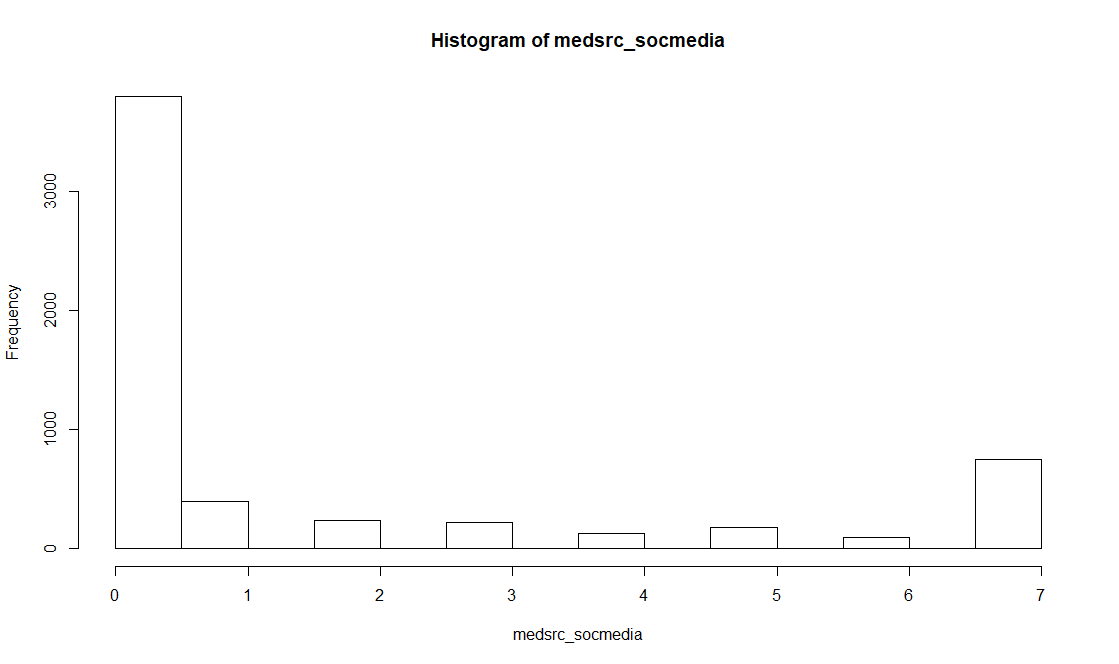 Histogram of medsrc_socmedia
Frequency
3000
2000
1000
0
0 1 2 3 4 5 6 7
medsrc_socmedia